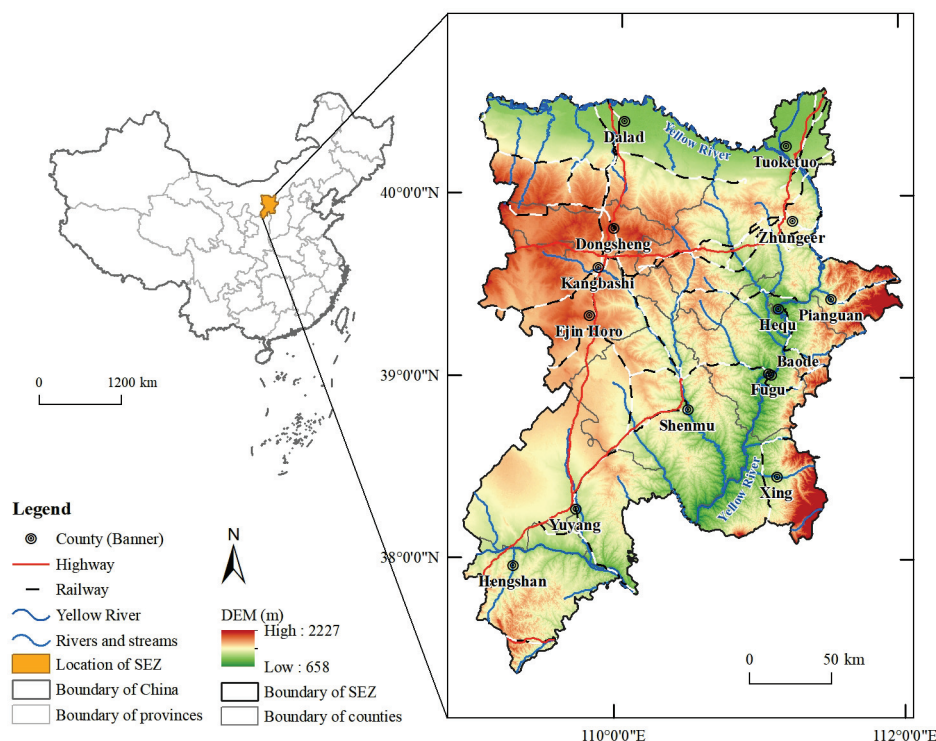 Dalad
Yellow River
Tuoketuo
40°0'0"N
Dongsheng
Zhungeer
Kangbashi
Pianguan
Ejin Horo
Hequ
Baode
39°0'0"N
Fugu
0 1200 km
Shenmu
Yellow River
Xing
Yuyang
38°0'0"N
Hengshan
Legend
N
County (Banner)
Highway
Railway
Yellow River
Rivers and streams
Location of SEZ
Boundary of China
Boundary of provinces
DEM (m)
High : 2227
Low : 658
Boundary of SEZ
Boundary of counties
0 50 km
110°0'0"E 112°0'0"E